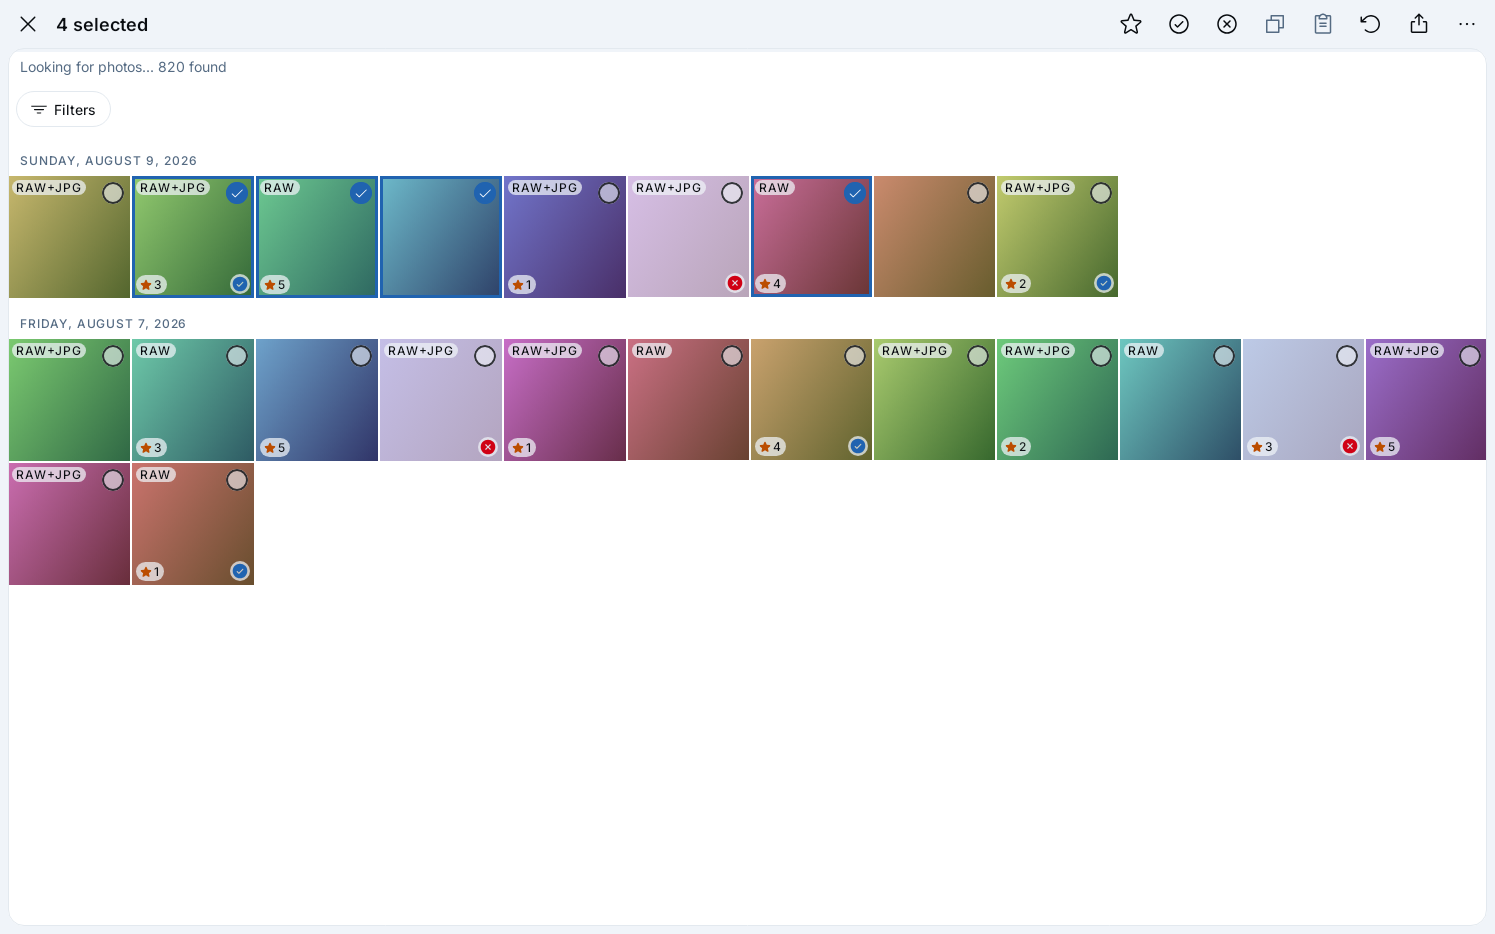 4 selected
Looking for photos... 820 found
Filters
SUNDAY, AUGUST 9, 2026
RAW+JPG RAW+JPG RAW RAW+JPG RAW+JPG RAW RAW+JPG
3 5 1 4 2
FRIDAY, AUGUST 7, 2026
RAW+JPG RAW RAW+JPG RAW+JPG RAW RAW+JPG RAW+JPG RAW RAW+JPG
3 5 1 4 2 3 5
RAW+JPG RAW
1